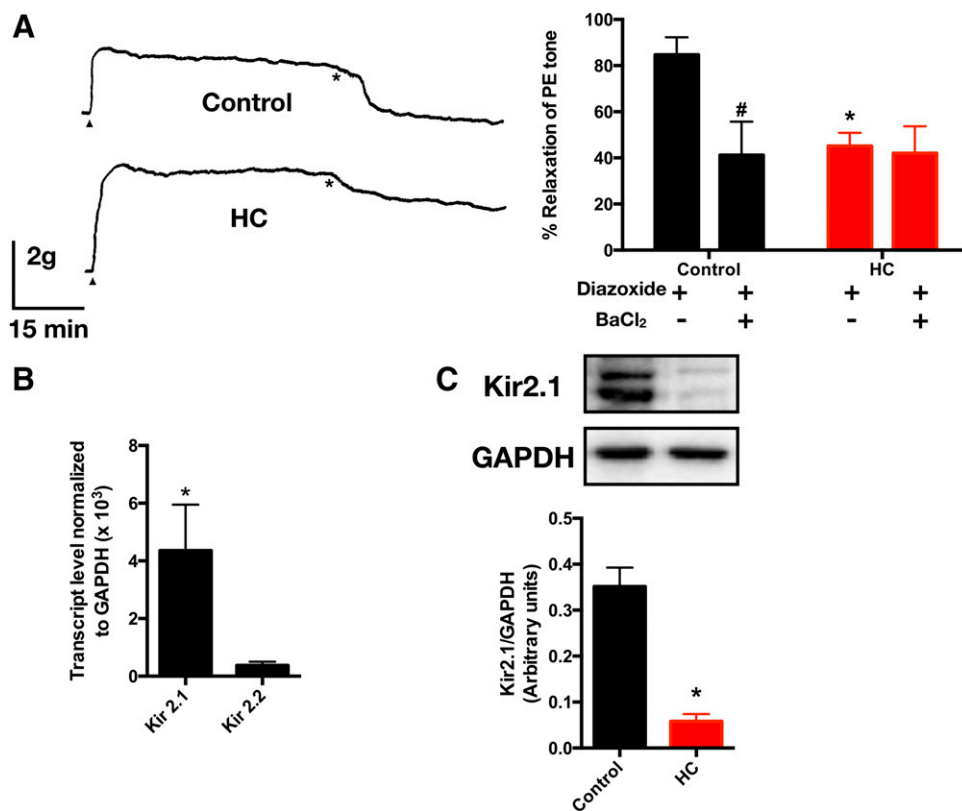 A
*
Control
▲
*
HC
▲
2g
15 min
% Relaxation of PE tone
100
80
60
40
20
0
#
*
Control HC
Diazoxide + + + +
BaCl₂ - + - +
B
Transcript level normalized
to GAPDH (x 10³)
8
6
4
2
0
*
Kir 2.1
Kir 2.2
C
Kir2.1
GAPDH
Kir2.1/GAPDH
(Arbitrary units)
0.5
0.4
0.3
0.2
0.1
0.0
*
Control
HC